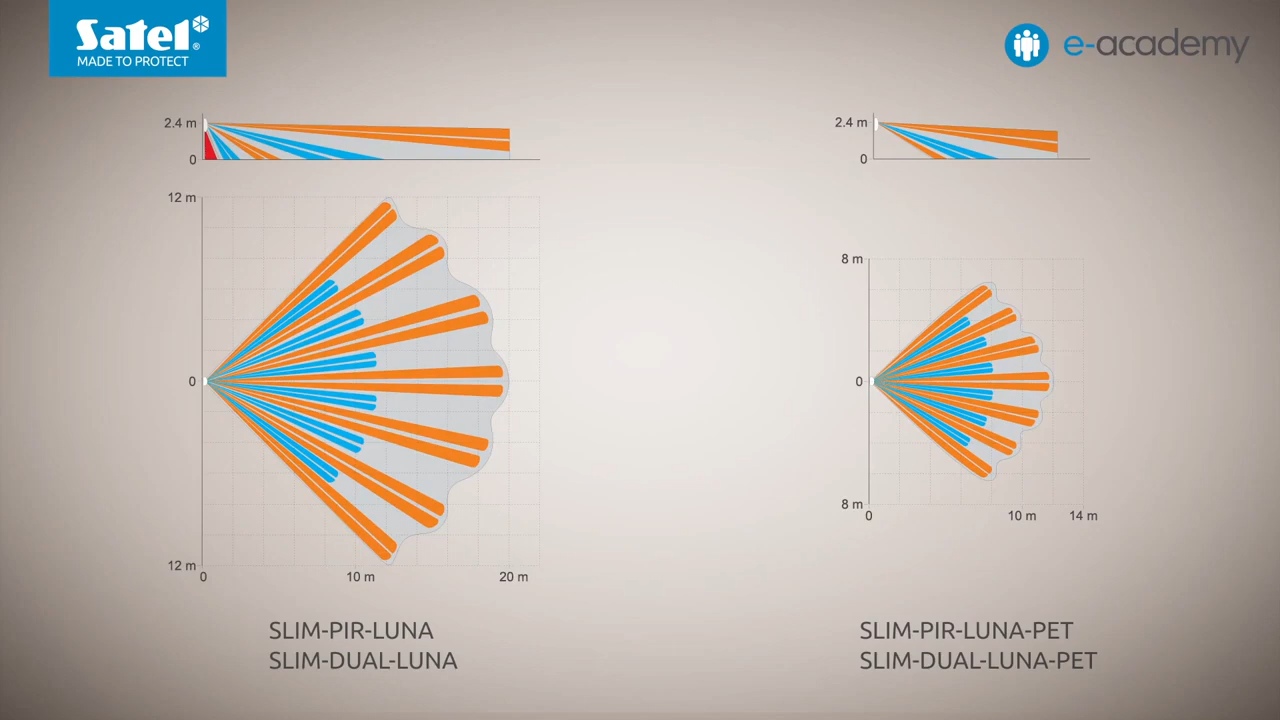 Satel®
MADE TO PROTECT
e-academy
2.4 m
0
12 m
0
12 m
0
10 m
20 m
SLIM-PIR-LUNA
SLIM-DUAL-LUNA
2.4 m
0
8 m
0
8 m
0
10 m
14 m
SLIM-PIR-LUNA-PET
SLIM-DUAL-LUNA-PET